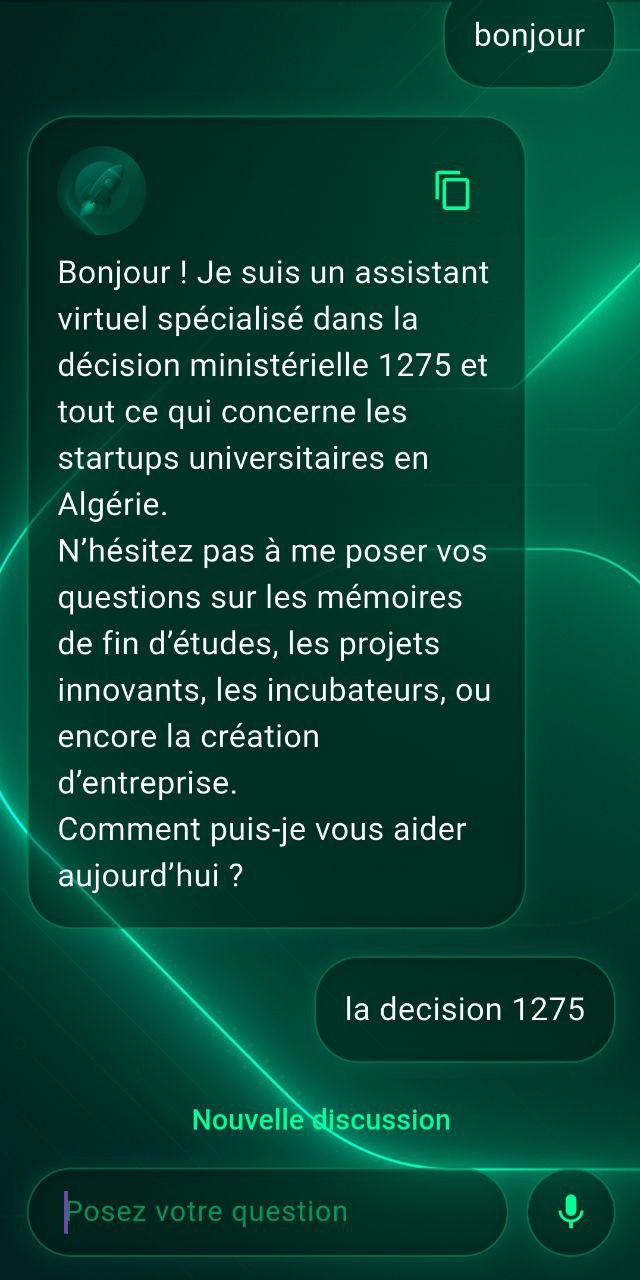 bonjour
Bonjour ! Je suis un assistant
virtuel spécialisé dans la
décision ministérielle 1275 et
tout ce qui concerne les
startups universitaires en
Algérie.
N’hésitez pas à me poser vos
questions sur les mémoires
de fin d’études, les projets
innovants, les incubateurs, ou
encore la création
d’entreprise.
Comment puis-je vous aider
aujourd’hui ?
la decision 1275
Nouvelle discussion
Posez votre question